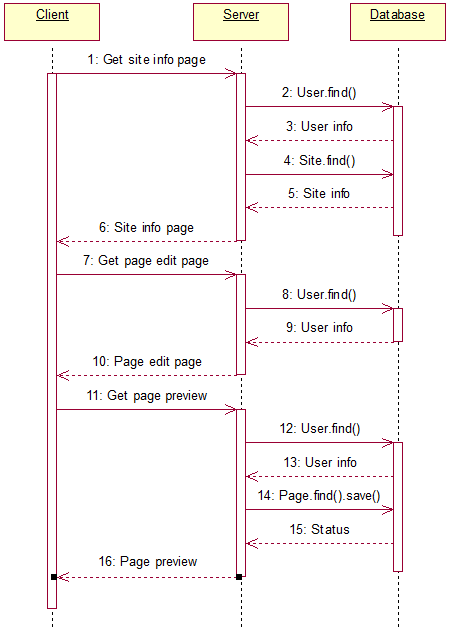 Client
Server
Database
1: Get site info page
2: User.find()
3: User info
4: Site.find()
5: Site info
6: Site info page
7: Get page edit page
8: User.find()
9: User info
10: Page edit page
11: Get page preview
12: User.find()
13: User info
14: Page.find().save()
15: Status
16: Page preview